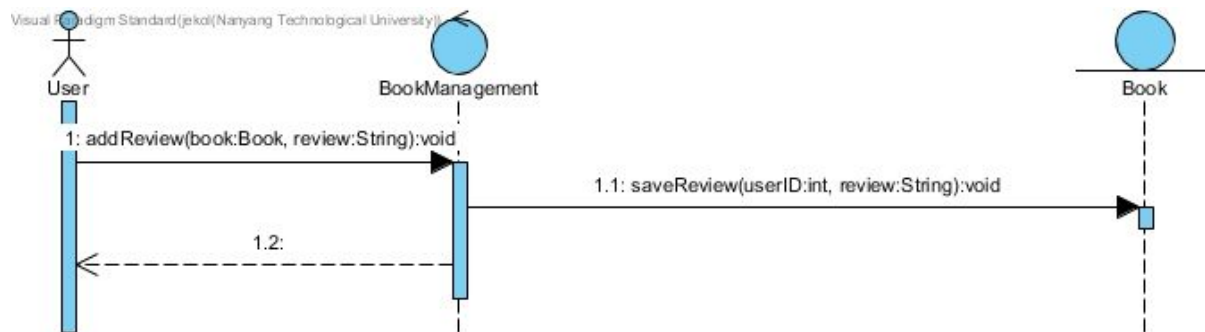 Visual Paradigm Standard(jekol(Nanyang Technological University))
User
BookManagement
Book
1: addReview(book:Book, review:String):void
1.1: saveReview(userID:int, review:String):void
1.2: